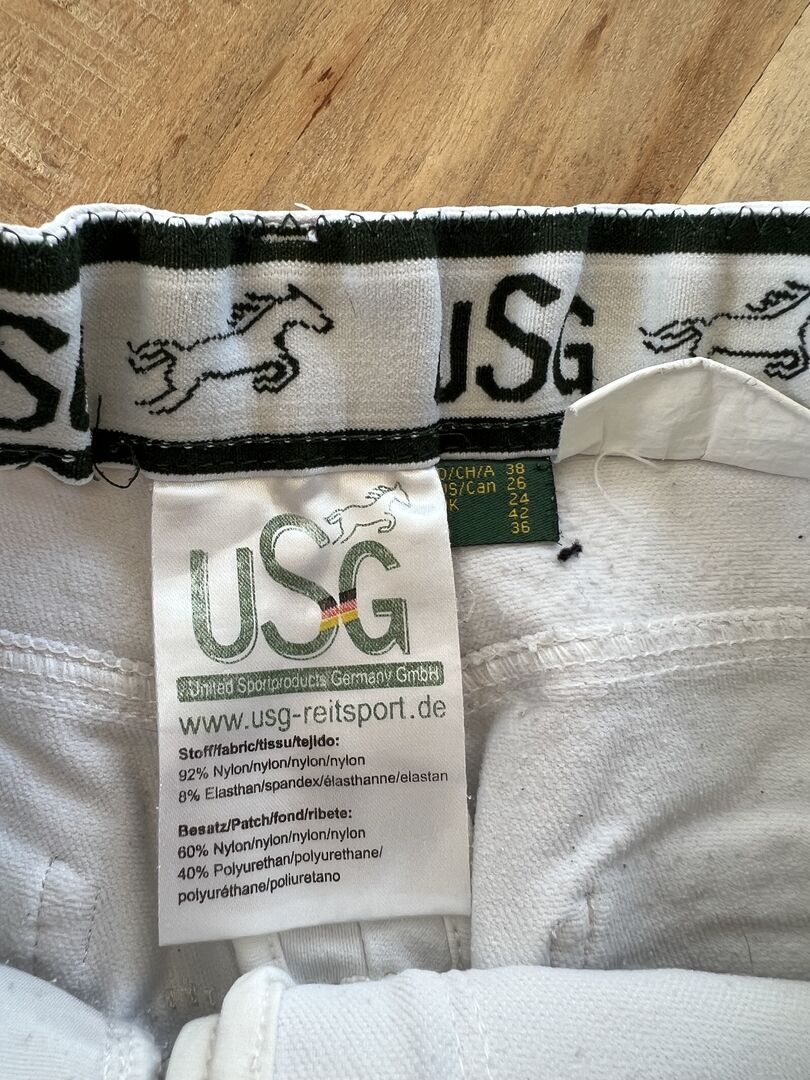 USG
O/CH/A 38
US/Can 26
K 24
42
36
USG
United Sportproducts Germany GmbH
www.usg-reitsport.de
Stoff/fabric/tissu/tejido:
92% Nylon/nylon/nylon/nylon
8% Elasthan/spandex/élasthanne/elastan
Besatz/Patch/fond/ribete:
60% Nylon/nylon/nylon/nylon
40% Polyurethan/polyurethane/
polyuréthane/poliuretano